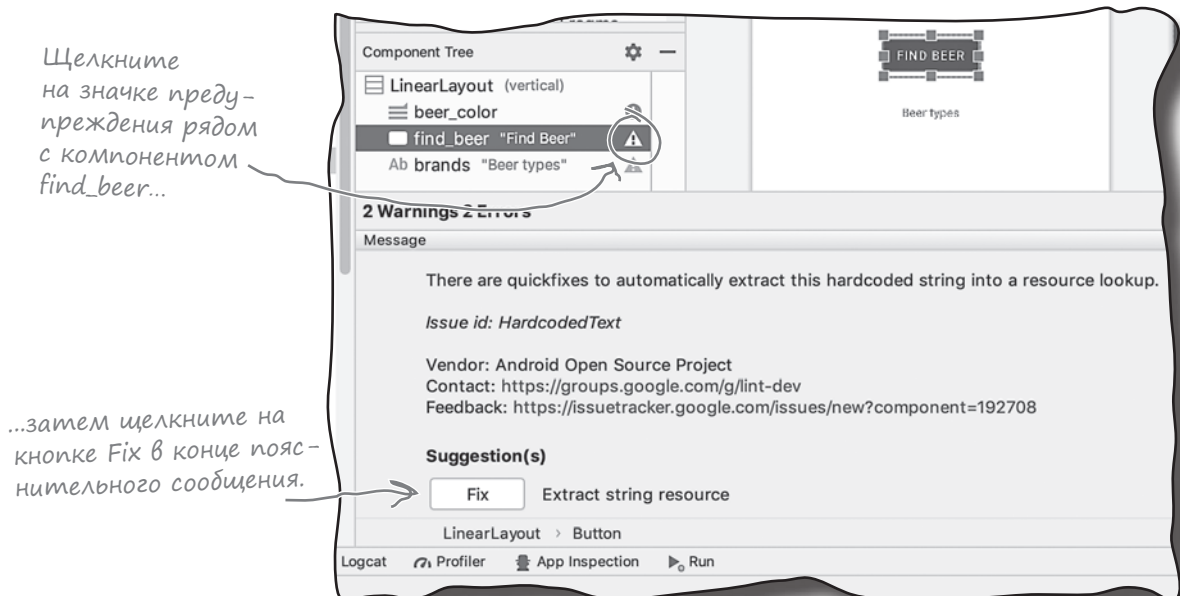 Щелкните
на значке преду-
преждения рядом
с компонентом
find_beer...
Component Tree
LinearLayout (vertical)
beer_color
find_beer "Find Beer"
Ab brands "Beer types"
FIND BEER
Beer types
2 Warnings 2 Errors
Message
There are quickfixes to automatically extract this hardcoded string into a resource lookup.
Issue id: HardcodedText
Vendor: Android Open Source Project
Contact: https://groups.google.com/g/lint-dev
Feedback: https://issuetracker.google.com/issues/new?component=192708
...затем щелкните на
кнопке Fix в конце пояс-
нительного сообщения.
Suggestion(s)
Fix Extract string resource
LinearLayout › Button
Logcat Profiler App Inspection Run